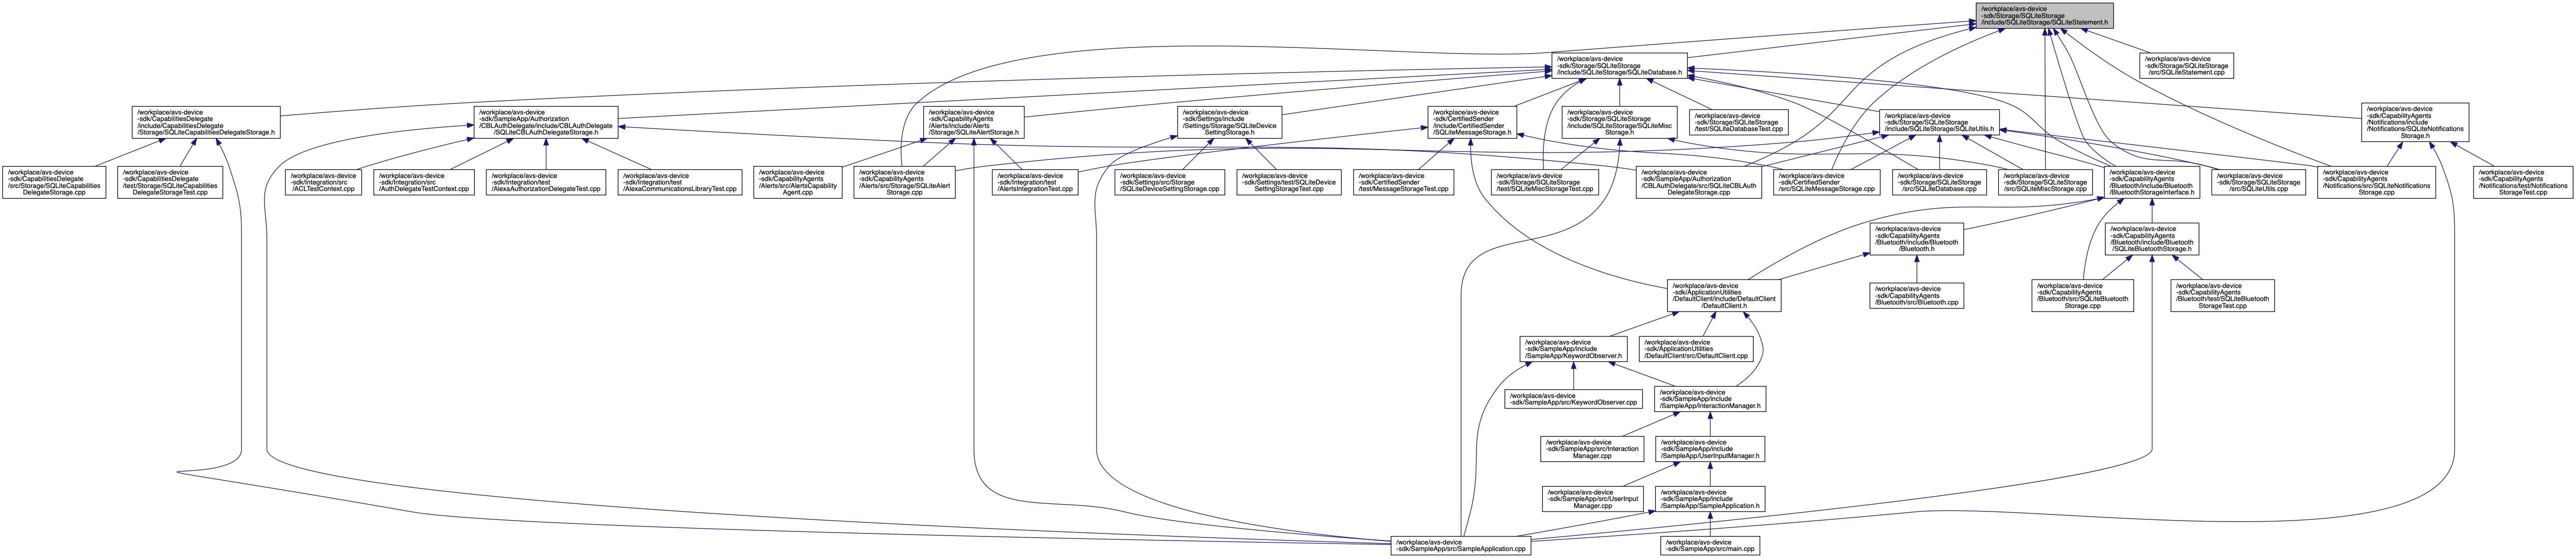 /workplace/avs-device
-sdk/Storage/SQLiteStorage
/include/SQLiteStorage/SQLiteStatement.h
/workplace/avs-device
-sdk/Storage/SQLiteStorage
/include/SQLiteStorage/SQLiteDatabase.h
/workplace/avs-device
-sdk/Storage/SQLiteStorage
/src/SQLiteStatement.cpp
/workplace/avs-device
-sdk/CapabilitiesDelegate
/include/CapabilitiesDelegate
/Storage/SQLiteCapabilitiesDelegateStorage.h
/workplace/avs-device
-sdk/SampleApp/Authorization
/CBLAuthDelegate/include/CBLAuthDelegate
/SQLiteCBLAuthDelegateStorage.h
/workplace/avs-device
-sdk/CapabilityAgents
/Alerts/include/Alerts
/Storage/SQLiteAlertStorage.h
/workplace/avs-device
-sdk/Settings/include
/Settings/Storage/SQLiteDevice
SettingStorage.h
/workplace/avs-device
-sdk/CertifiedSender
/include/CertifiedSender
/SQLiteMessageStorage.h
/workplace/avs-device
-sdk/Storage/SQLiteStorage
/include/SQLiteStorage/SQLiteMisc
Storage.h
/workplace/avs-device
-sdk/Storage/SQLiteStorage
/test/SQLiteDatabaseTest.cpp
/workplace/avs-device
-sdk/Storage/SQLiteStorage
/include/SQLiteStorage/SQLiteUtils.h
/workplace/avs-device
-sdk/CapabilityAgents
/Notifications/include
/Notifications/SQLiteNotifications
Storage.h
/workplace/avs-device
-sdk/CapabilitiesDelegate
/src/Storage/SQLiteCapabilities
DelegateStorage.cpp
/workplace/avs-device
-sdk/CapabilitiesDelegate
/test/Storage/SQLiteCapabilities
DelegateStorageTest.cpp
/workplace/avs-device
-sdk/Integration/src
/ACLTestContext.cpp
/workplace/avs-device
-sdk/Integration/src
/AuthDelegateTestContext.cpp
/workplace/avs-device
-sdk/Integration/test
/AlexaAuthorizationDelegateTest.cpp
/workplace/avs-device
-sdk/Integration/test
/AlexaCommunicationsLibraryTest.cpp
/workplace/avs-device
-sdk/CapabilityAgents
/Alerts/src/AlertsCapability
Agent.cpp
/workplace/avs-device
-sdk/CapabilityAgents
/Alerts/src/Storage/SQLiteAlert
Storage.cpp
/workplace/avs-device
-sdk/Integration/test
/AlertsIntegrationTest.cpp
/workplace/avs-device
-sdk/Settings/src/Storage
/SQLiteDeviceSettingStorage.cpp
/workplace/avs-device
-sdk/Settings/test/SQLiteDevice
SettingStorageTest.cpp
/workplace/avs-device
-sdk/CertifiedSender
/test/MessageStorageTest.cpp
/workplace/avs-device
-sdk/Storage/SQLiteStorage
/test/SQLiteMiscStorageTest.cpp
/workplace/avs-device
-sdk/SampleApp/Authorization
/CBLAuthDelegate/src/SQLiteCBLAuth
DelegateStorage.cpp
/workplace/avs-device
-sdk/CertifiedSender
/src/SQLiteMessageStorage.cpp
/workplace/avs-device
-sdk/Storage/SQLiteStorage
/src/SQLiteDatabase.cpp
/workplace/avs-device
-sdk/Storage/SQLiteStorage
/src/SQLiteMiscStorage.cpp
/workplace/avs-device
-sdk/CapabilityAgents
/Bluetooth/include/Bluetooth
/BluetoothStorageInterface.h
/workplace/avs-device
-sdk/Storage/SQLiteStorage
/src/SQLiteUtils.cpp
/workplace/avs-device
-sdk/CapabilityAgents
/Notifications/src/SQLiteNotifications
Storage.cpp
/workplace/avs-device
-sdk/CapabilityAgents
/Notifications/test/Notifications
StorageTest.cpp
/workplace/avs-device
-sdk/CapabilityAgents
/Bluetooth/include/Bluetooth
/Bluetooth.h
/workplace/avs-device
-sdk/CapabilityAgents
/Bluetooth/include/Bluetooth
/SQLiteBluetoothStorage.h
/workplace/avs-device
-sdk/ApplicationUtilities
/DefaultClient/include/DefaultClient
/DefaultClient.h
/workplace/avs-device
-sdk/CapabilityAgents
/Bluetooth/src/Bluetooth.cpp
/workplace/avs-device
-sdk/CapabilityAgents
/Bluetooth/src/SQLiteBluetooth
Storage.cpp
/workplace/avs-device
-sdk/CapabilityAgents
/Bluetooth/test/SQLiteBluetooth
StorageTest.cpp
/workplace/avs-device
-sdk/SampleApp/include
/SampleApp/KeywordObserver.h
/workplace/avs-device
-sdk/ApplicationUtilities
/DefaultClient/src/DefaultClient.cpp
/workplace/avs-device
-sdk/SampleApp/src/KeywordObserver.cpp
/workplace/avs-device
-sdk/SampleApp/include
/SampleApp/InteractionManager.h
/workplace/avs-device
-sdk/SampleApp/src/Interaction
Manager.cpp
/workplace/avs-device
-sdk/SampleApp/include
/SampleApp/UserInputManager.h
/workplace/avs-device
-sdk/SampleApp/src/UserInput
Manager.cpp
/workplace/avs-device
-sdk/SampleApp/include
/SampleApp/SampleApplication.h
/workplace/avs-device
-sdk/SampleApp/src/SampleApplication.cpp
/workplace/avs-device
-sdk/SampleApp/src/main.cpp